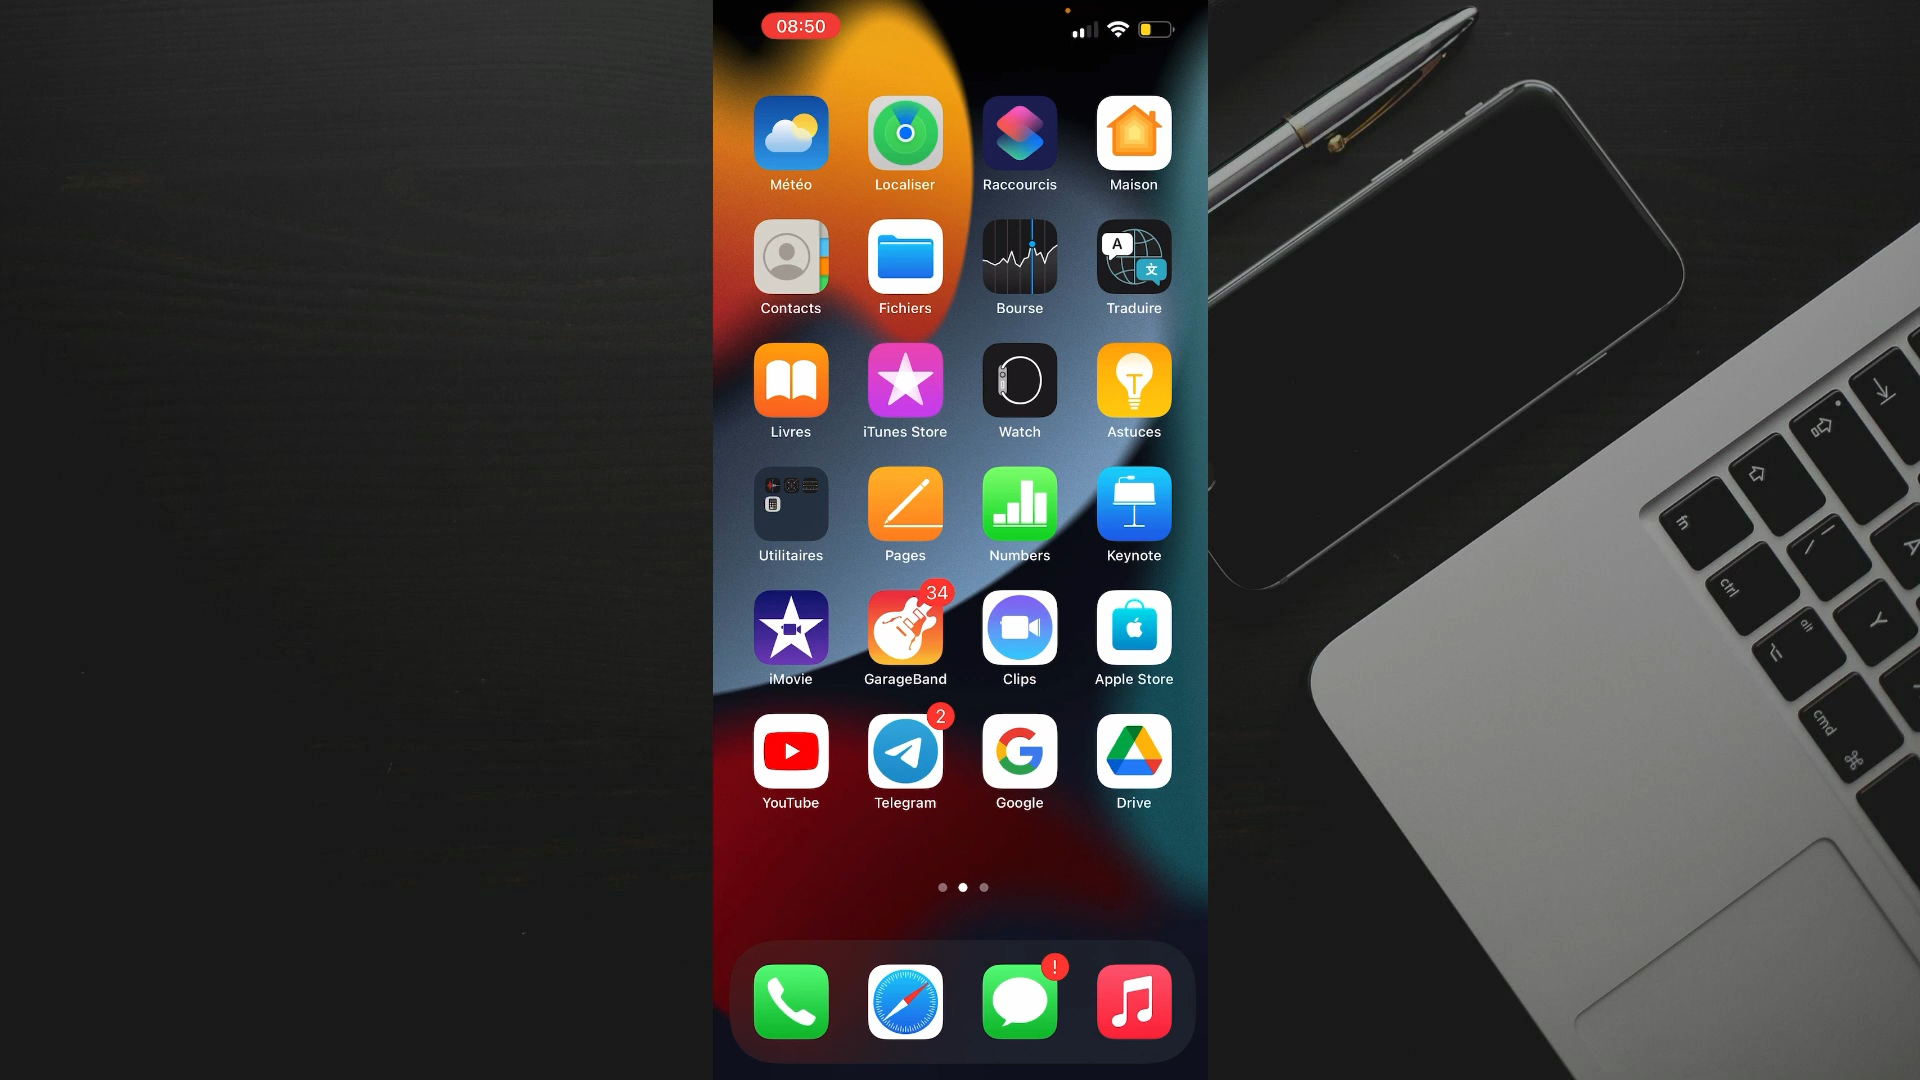 08:50
Météo Localiser Raccourcis Maison
A 文
Contacts Fichiers Bourse Traduire
Livres iTunes Store Watch Astuces
Utilitaires Pages Numbers Keynote
34
iMovie GarageBand Clips Apple Store
2
YouTube Telegram Google Drive
!
fn
ctrl
alt
cmd ⌘
Y
A